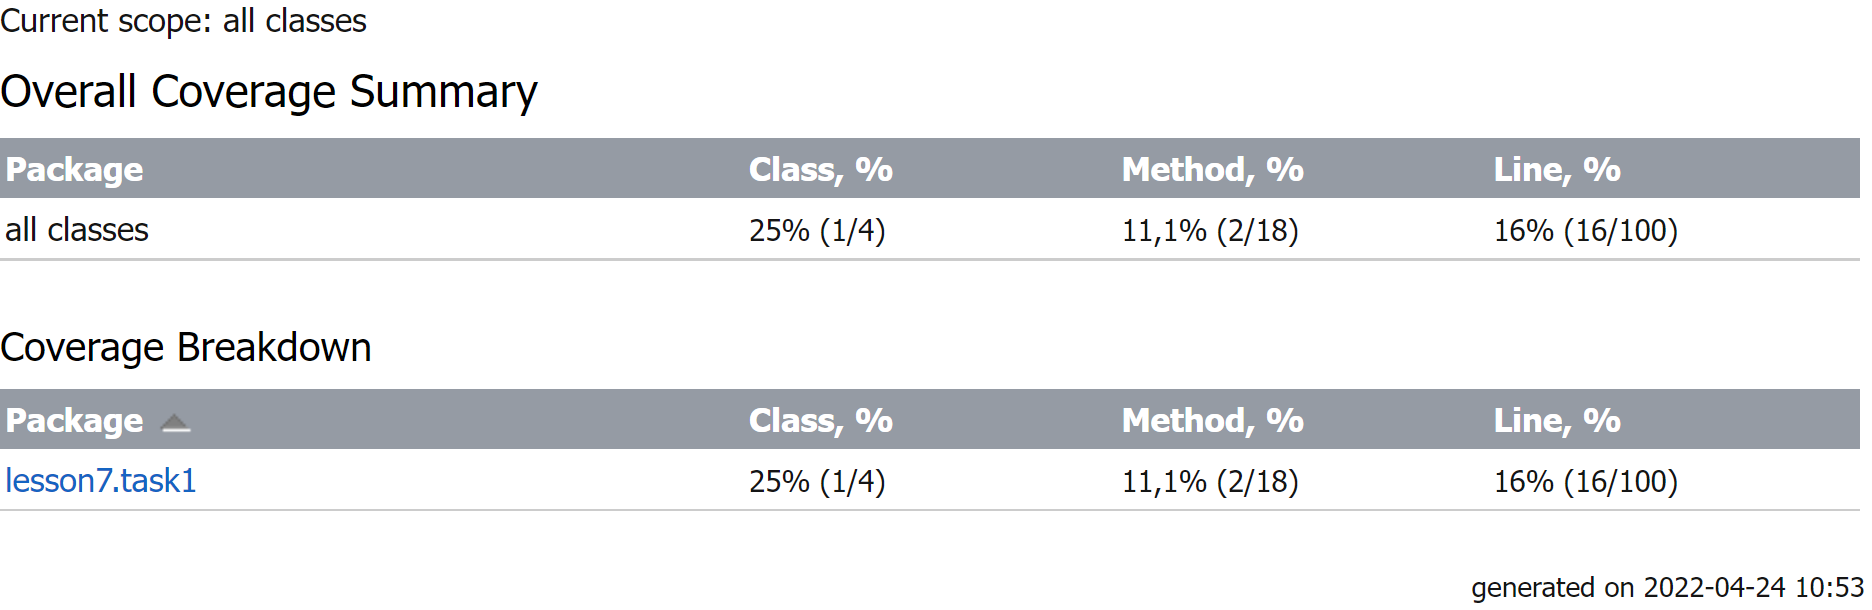 Current scope: all classes
Overall Coverage Summary
Package Class, % Method, % Line, %
all classes 25% (1/4) 11,1% (2/18) 16% (16/100)
Coverage Breakdown
Package Class, % Method, % Line, %
lesson7.task1 25% (1/4) 11,1% (2/18) 16% (16/100)
generated on 2022-04-24 10:53